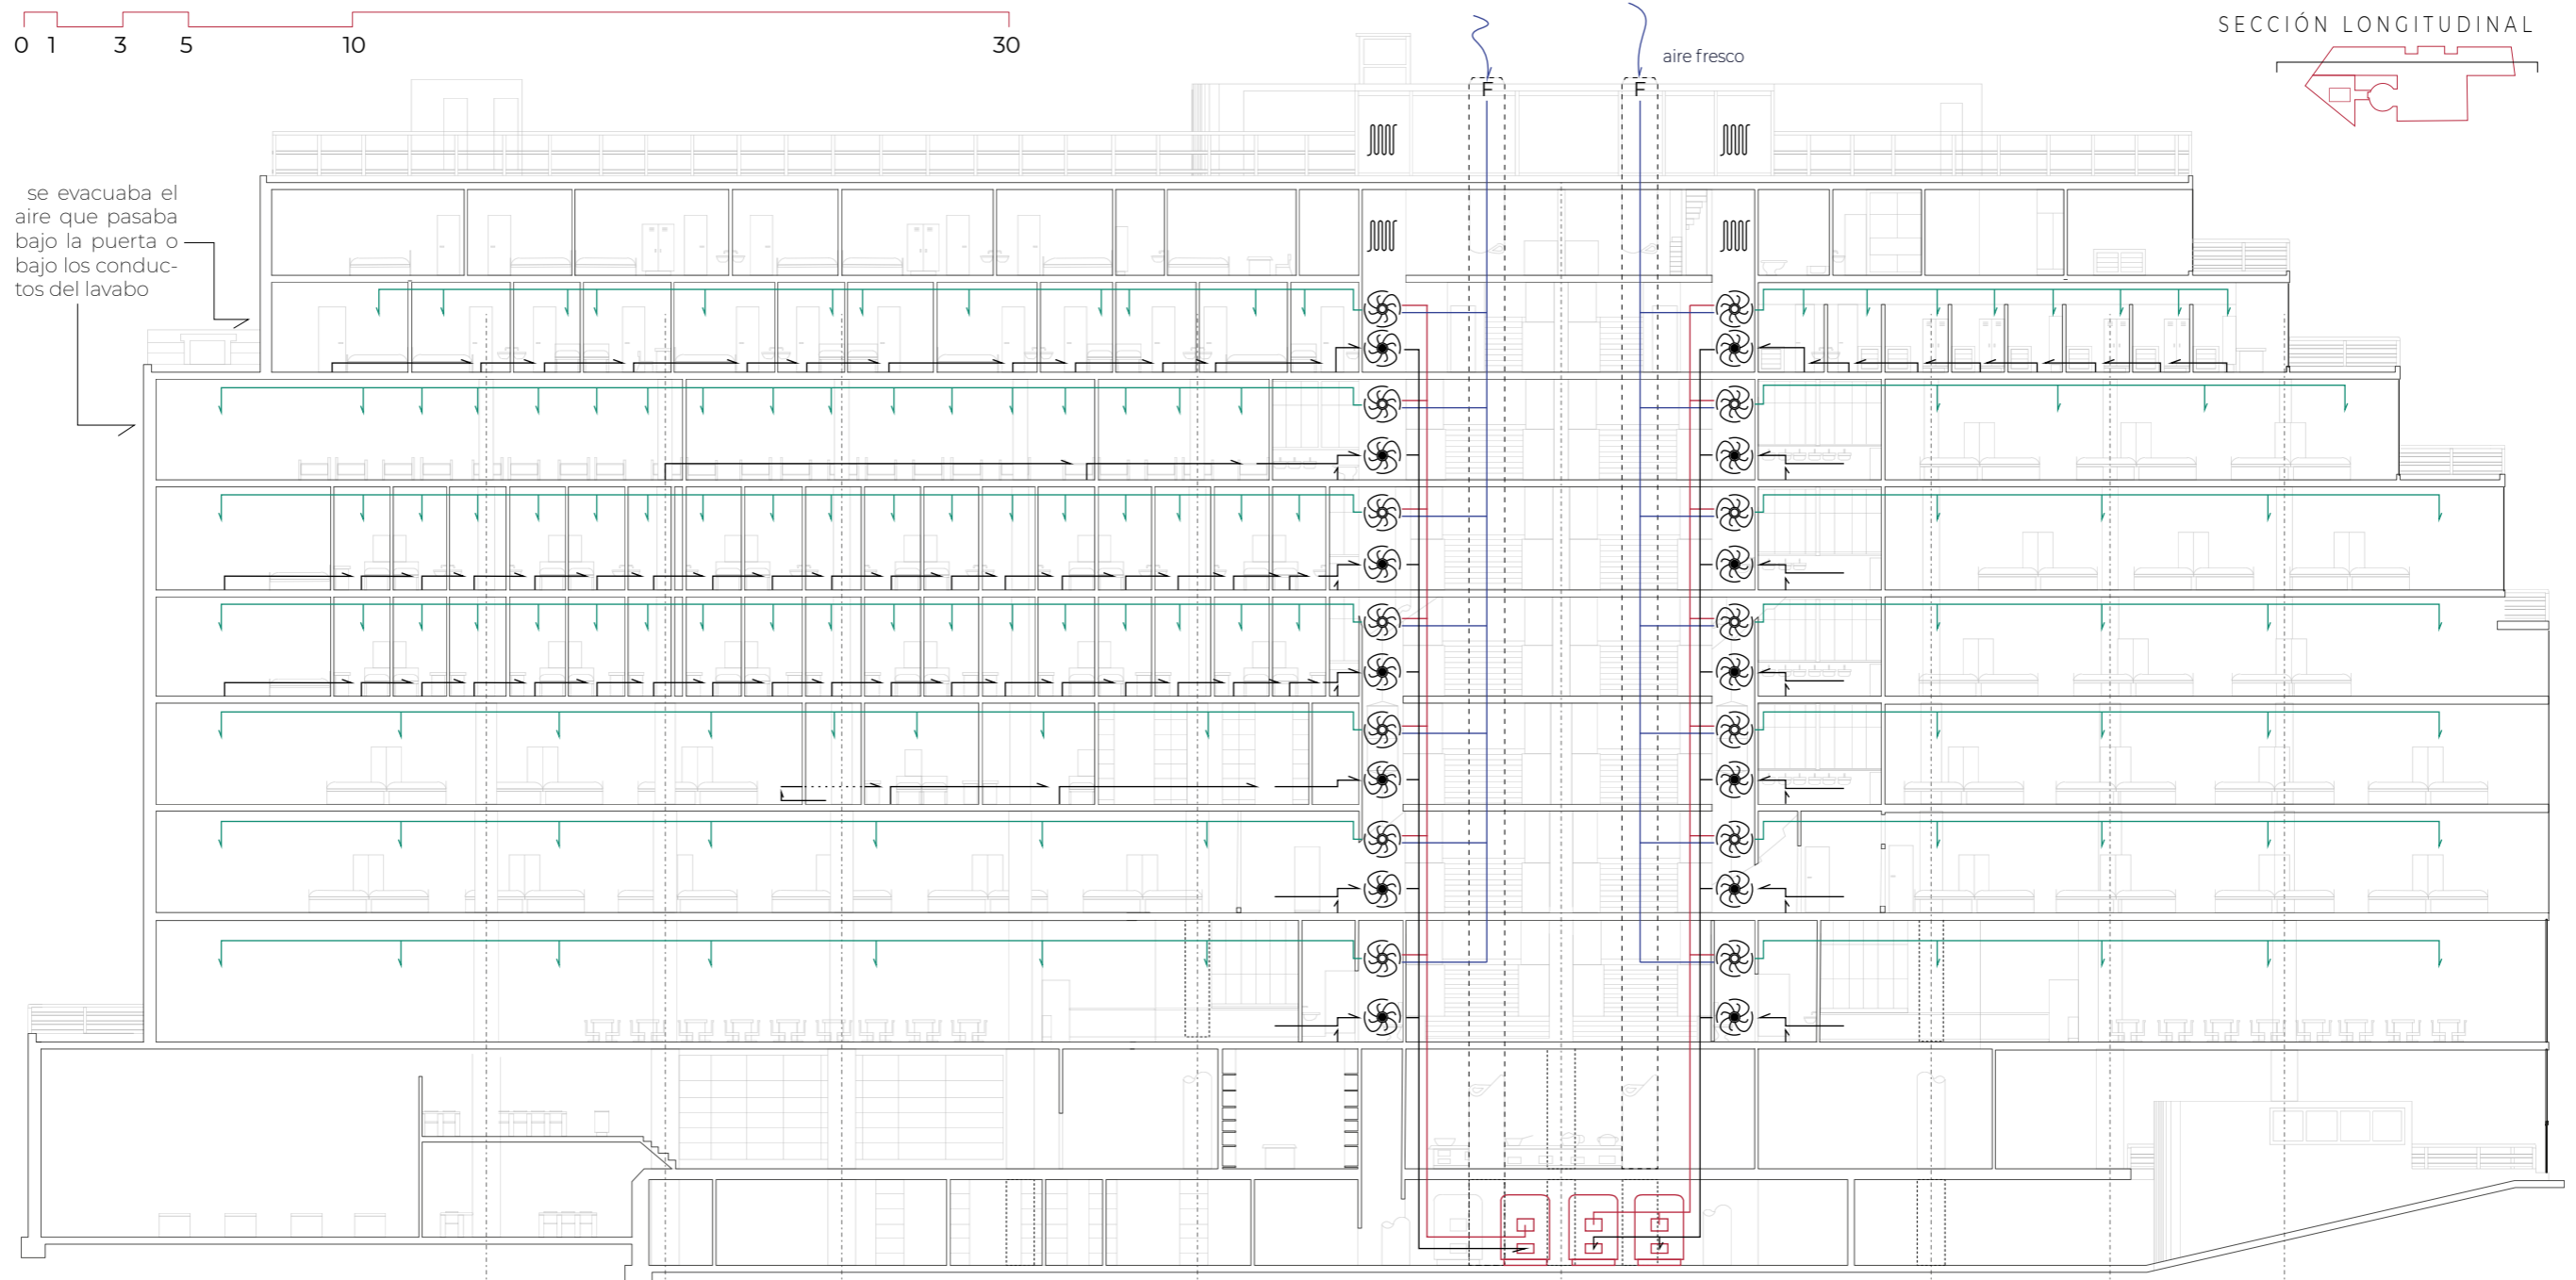 0 1 3 5 10 30
SECCIÓN LONGITUDINAL
aire fresco
F F
se evacuaba el
aire que pasaba
bajo la puerta o
bajo los conduc-
tos del lavabo